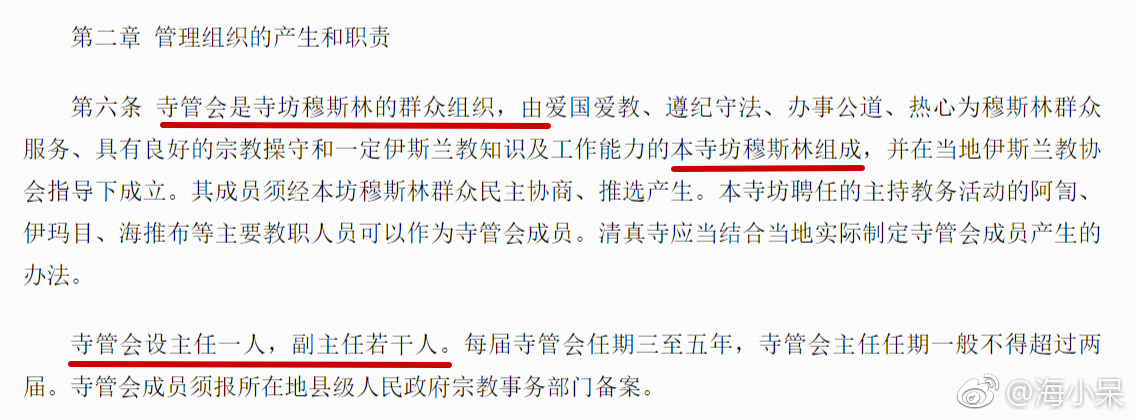 第二章 管理组织的产生和职责
第六条 寺管会是寺坊穆斯林的群众组织，由爱国爱教、遵纪守法、办事公道、热心为穆斯林群众
服务、具有良好的宗教操守和一定伊斯兰教知识及工作能力的本寺坊穆斯林组成，并在当地伊斯兰教协
会指导下成立。其成员须经本坊穆斯林群众民主协商、推选产生。本寺坊聘任的主持教务活动的阿訇、
伊玛目、海推布等主要教职人员可以作为寺管会成员。清真寺应当结合当地实际制定寺管会成员产生的
办法。
寺管会设主任一人，副主任若干人。每届寺管会任期三至五年，寺管会主任任期一般不得超过两
届。寺管会成员须报所在地县级人民政府宗教事务部门备案。
@海小呆